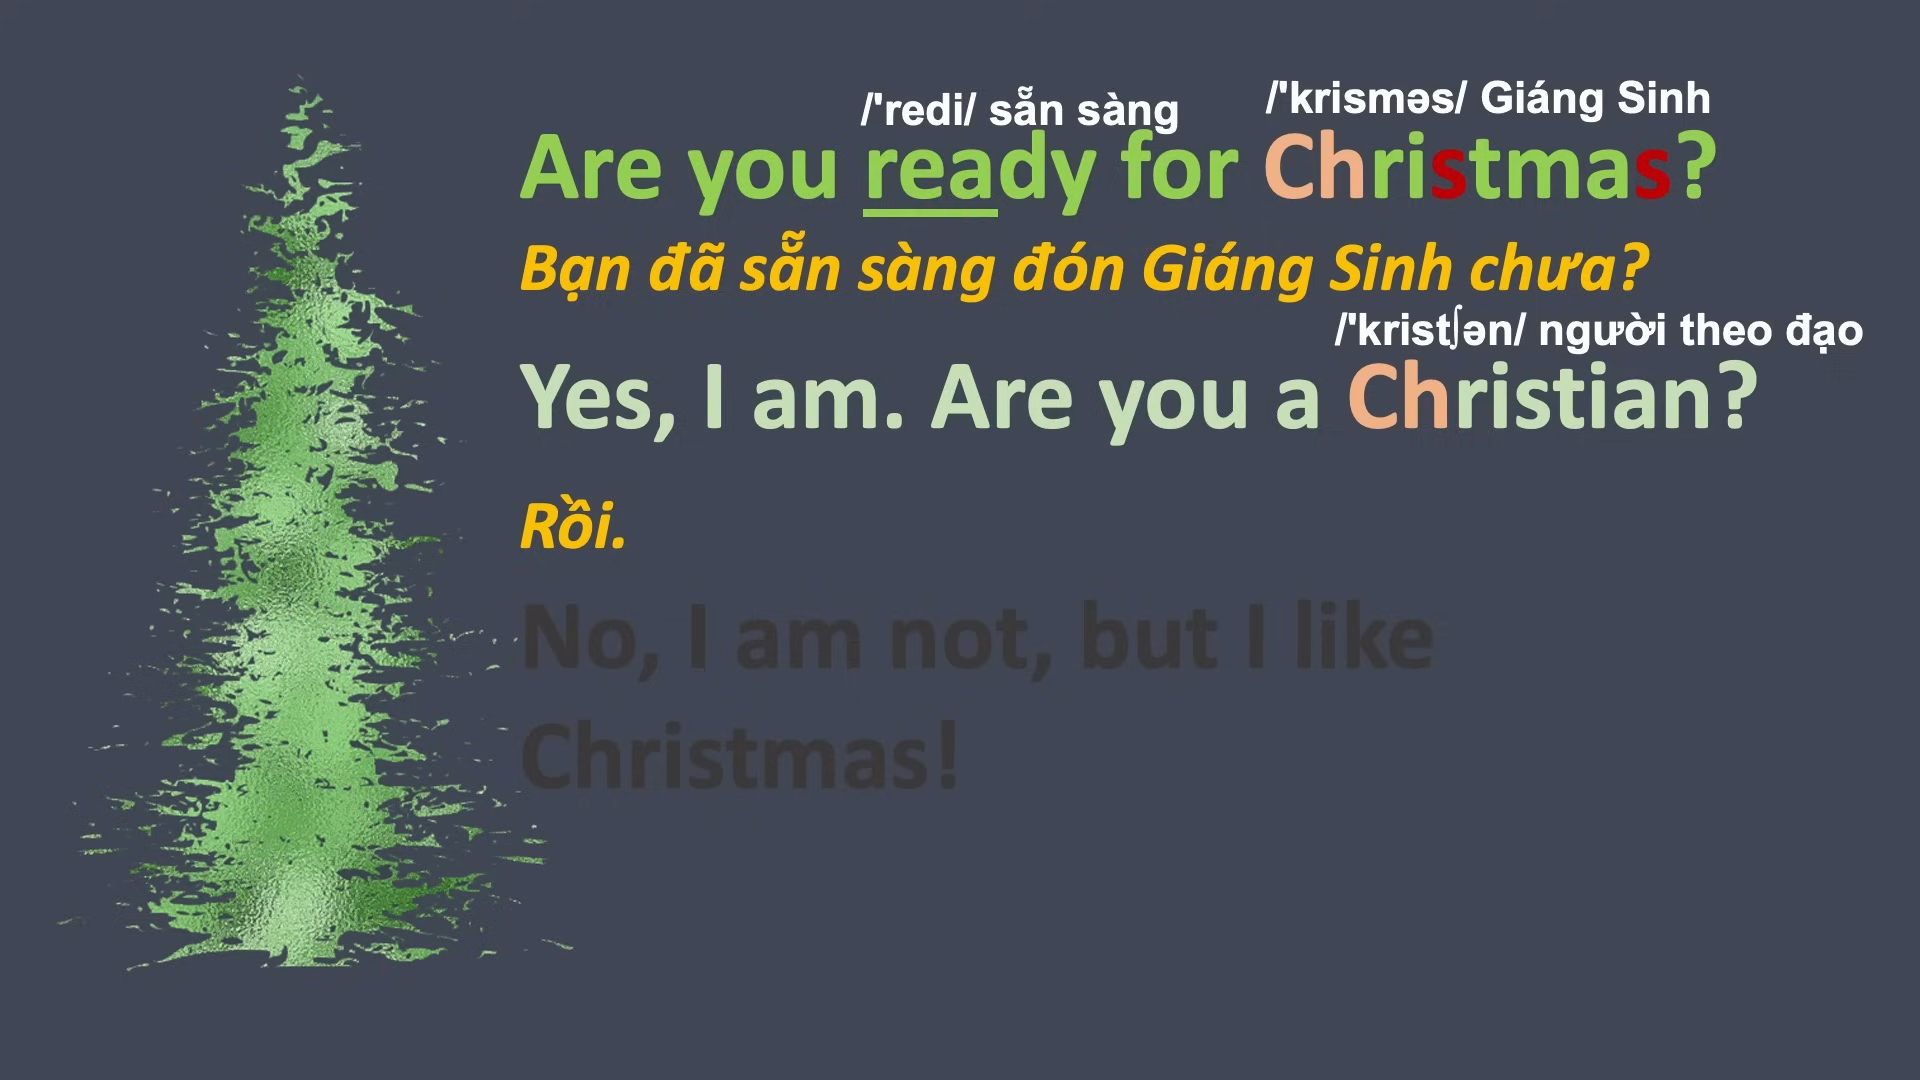 /'redi/ sẵn sàng /'krisməs/ Giáng Sinh
Are you ready for Christmas?
Bạn đã sẵn sàng đón Giáng Sinh chưa?
/'kristʃən/ người theo đạo
Yes, I am. Are you a Christian?
Rồi.
No, I am not, but I like
Christmas!